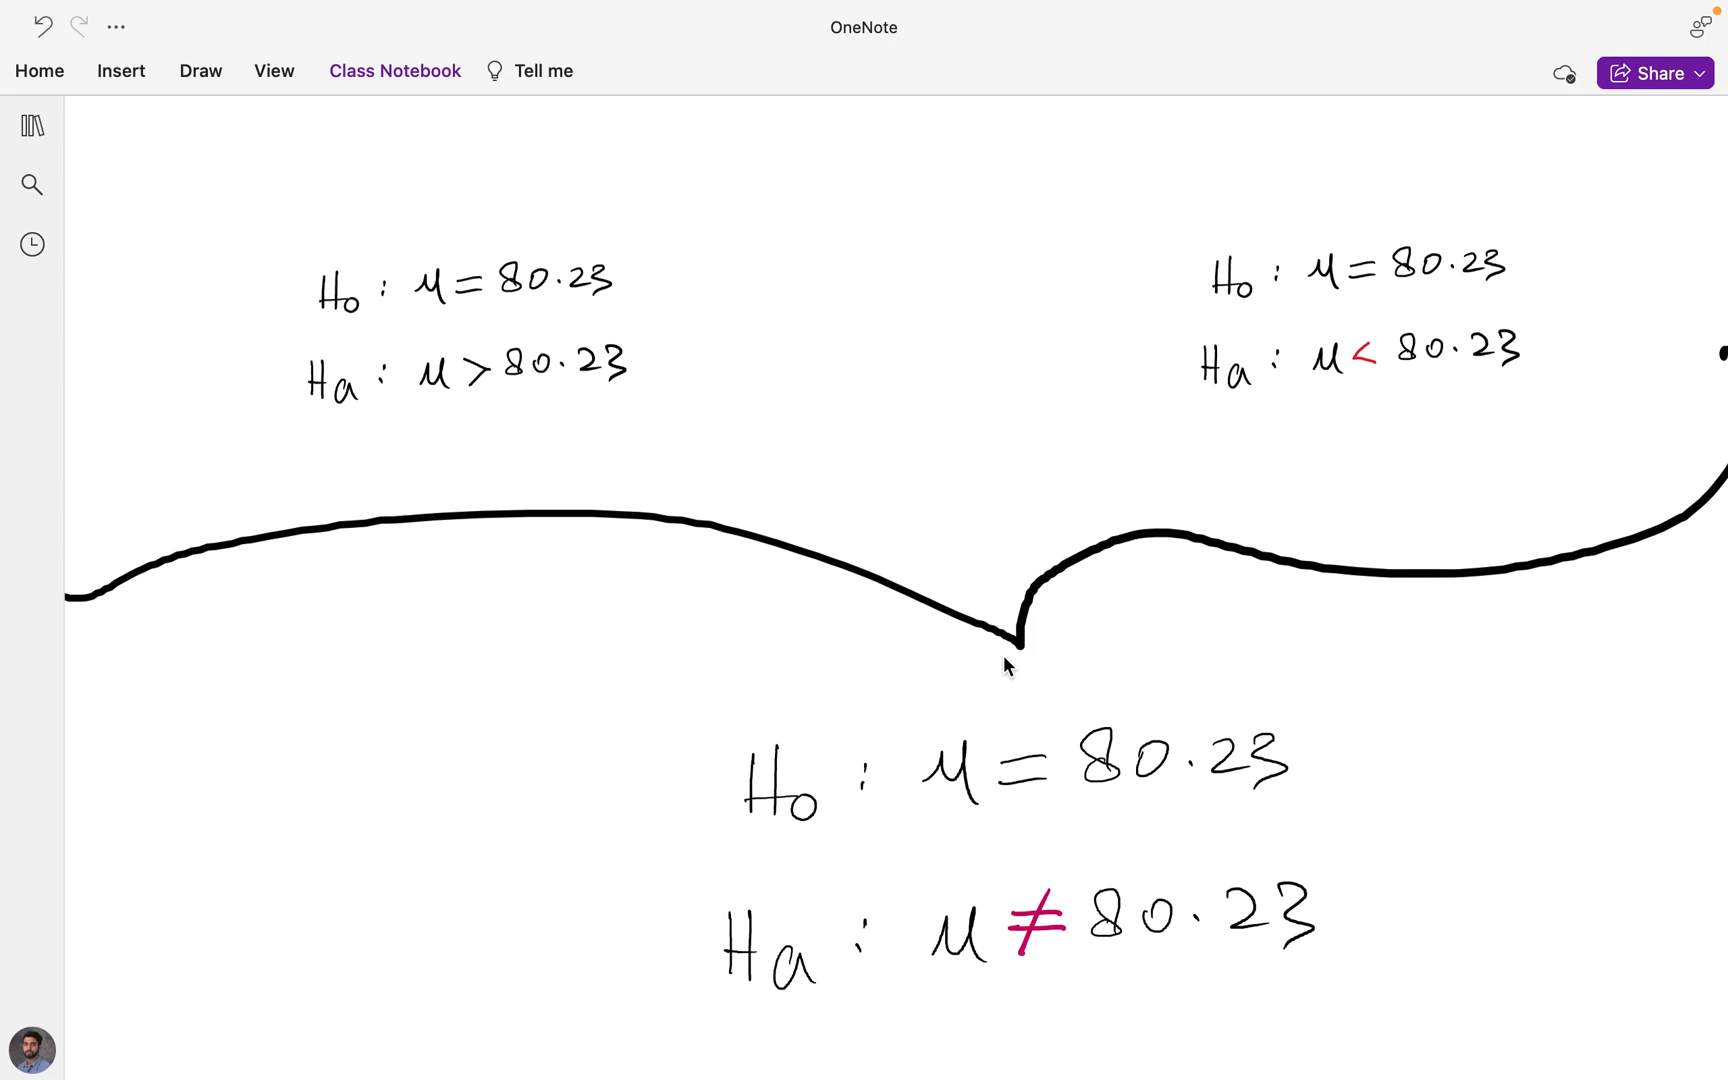 OneNote
Home Insert Draw View Class Notebook Tell me Share
H₀ : μ = 80.23
Hₐ : μ > 80.23
H₀ : μ = 80.23
Hₐ : μ < 80.23
H₀ : μ = 80.23
Hₐ : μ ≠ 80.23